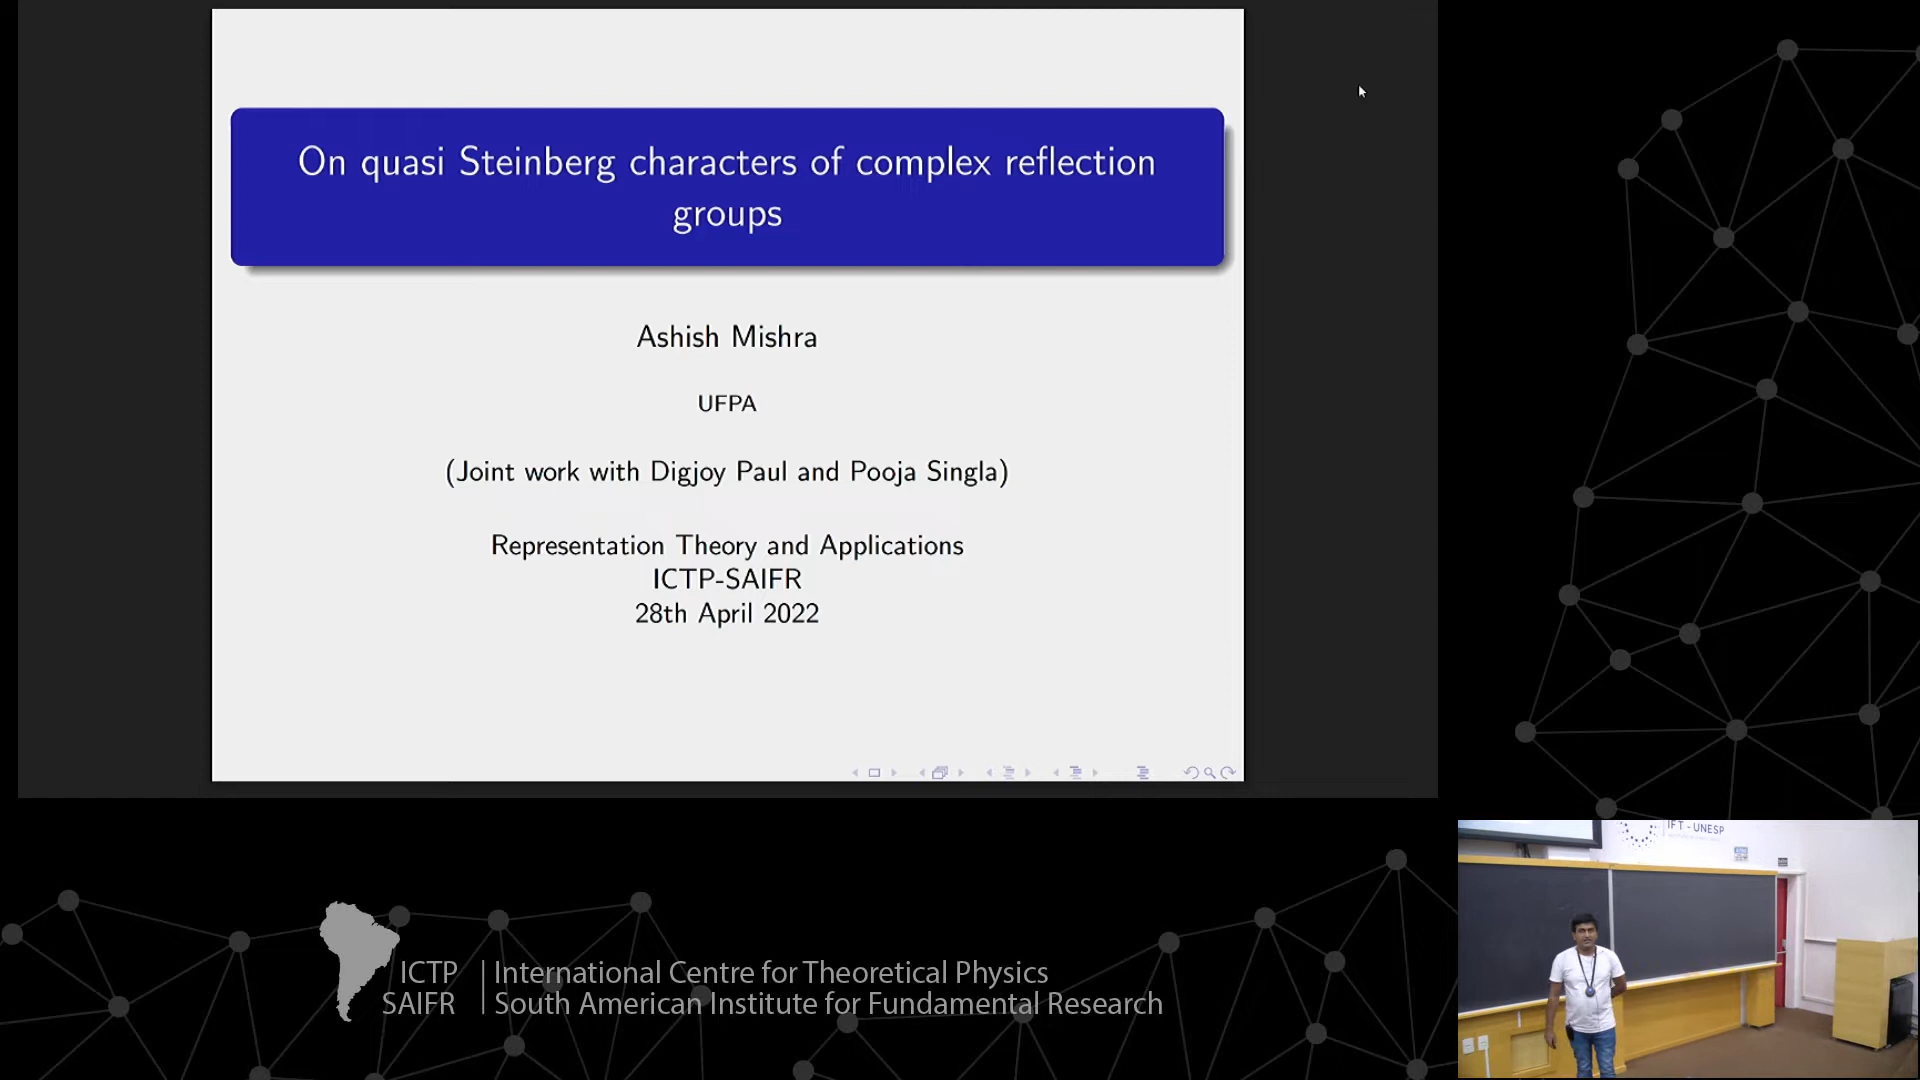 On quasi Steinberg characters of complex reflection
groups
Ashish Mishra
UFPA
(Joint work with Digjoy Paul and Pooja Singla)
Representation Theory and Applications
ICTP-SAIFR
28th April 2022
IFT - UNESP
ICTP | International Centre for Theoretical Physics
SAIFR | South American Institute for Fundamental Research